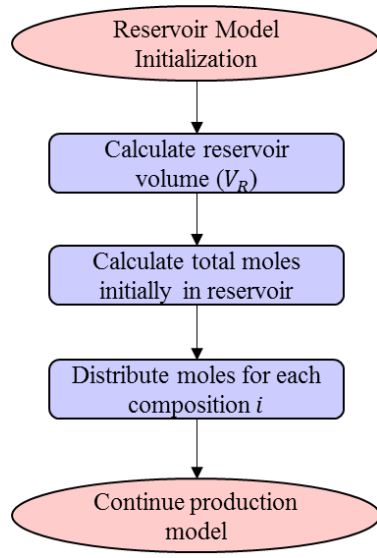 Reservoir Model
Initialization
Calculate reservoir
volume (V_R)
Calculate total moles
initially in reservoir
Distribute moles for each
composition i
Continue production
model